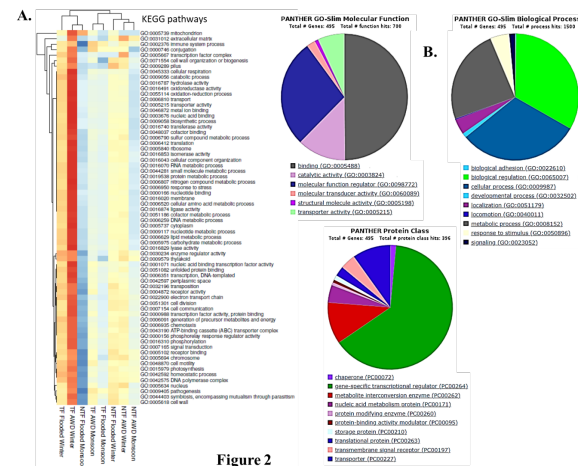 A.
KEGG pathways
GO:0005739 mitochondrion
GO:0031012 extracellular matrix
GO:0002376 immune system process
GO:0000746 conjugation
GO:0005667 transcription factor complex
GO:0071554 cell wall organization or biogenesis
GO:0009289 pilus
GO:0045333 cellular respiration
GO:0009056 catabolic process
GO:0016787 hydrolase activity
GO:0016491 oxidoreductase activity
GO:0055114 oxidation-reduction process
GO:0006810 transport
GO:0005215 transporter activity
GO:0046872 metal ion binding
GO:0003676 nucleic acid binding
GO:0009058 biosynthetic process
GO:0016740 transferase activity
GO:0048037 cofactor binding
GO:0006790 sulfur compound metabolic process
GO:0006412 translation
GO:0005840 ribosome
GO:0016853 isomerase activity
GO:0016043 cellular component organization
GO:0016070 RNA metabolic process
GO:0044281 small molecule metabolic process
GO:0019538 protein metabolic process
GO:0006807 nitrogen compound metabolic process
GO:0006950 response to stress
GO:0000166 nucleotide binding
GO:0016020 membrane
GO:0006520 cellular amino acid metabolic process
GO:0016874 ligase activity
GO:0051186 cofactor metabolic process
GO:0006259 DNA metabolic process
GO:0005737 cytoplasm
GO:0009117 nucleotide metabolic process
GO:0006629 lipid metabolic process
GO:0005975 carbohydrate metabolic process
GO:0016829 lyase activity
GO:0030234 enzyme regulator activity
GO:0009579 thylakoid
GO:0001071 nucleic acid binding transcription factor activity
GO:0051082 unfolded protein binding
GO:0006351 transcription, DNA-templated
GO:0042597 periplasmic space
GO:0032196 transposition
GO:0004872 receptor activity
GO:0022900 electron transport chain
GO:0051301 cell division
GO:0007154 cell communication
GO:0000988 transcription factor activity, protein binding
GO:0006091 generation of precursor metabolites and energy
GO:0006935 chemotaxis
GO:0043190 ATP-binding cassette (ABC) transporter complex
GO:0000156 phosphorelay response regulator activity
GO:0016310 phosphorylation
GO:0007165 signal transduction
GO:0005102 receptor binding
GO:0005694 chromosome
GO:0048870 cell motility
GO:0015979 photosynthesis
GO:0042592 homeostatic process
GO:0042575 DNA polymerase complex
GO:0005634 nucleus
GO:0009405 pathogenesis
GO:0044403 symbiosis, encompassing mutualism through parasitism
GO:0005618 cell wall
TF Flooded Winter
TF AWD Winter
NTF Flooded Monsoon
TF AWD Monsoon
TF Flooded Monsoon
NTF Flooded Winter
NTF AWD Winter
NTF AWD Monsoon
PANTHER GO-Slim Molecular Function
Total # Genes: 495 Total # function hits: 706
binding (GO:0005488)
catalytic activity (GO:0003824)
molecular function regulator (GO:0098772)
molecular transducer activity (GO:0060089)
structural molecule activity (GO:0005198)
transporter activity (GO:0005215)
B.
PANTHER GO-Slim Biological Process
Total # Genes: 495 Total # process hits: 1500
biological adhesion (GO:0022610)
biological regulation (GO:0065007)
cellular process (GO:0009987)
developmental process (GO:0032502)
localization (GO:0051179)
locomotion (GO:0040011)
metabolic process (GO:0008152)
response to stimulus (GO:0050896)
signaling (GO:0023052)
PANTHER Protein Class
Total # Genes: 495 Total # protein class hits: 396
chaperone (PC00072)
gene-specific transcriptional regulator (PC00264)
metabolite interconversion enzyme (PC00262)
nucleic acid metabolism protein (PC00171)
protein modifying enzyme (PC00260)
protein-binding activity modulator (PC00095)
storage protein (PC00210)
translational protein (PC00263)
transmembrane signal receptor (PC00197)
transporter (PC00227)
Figure 2